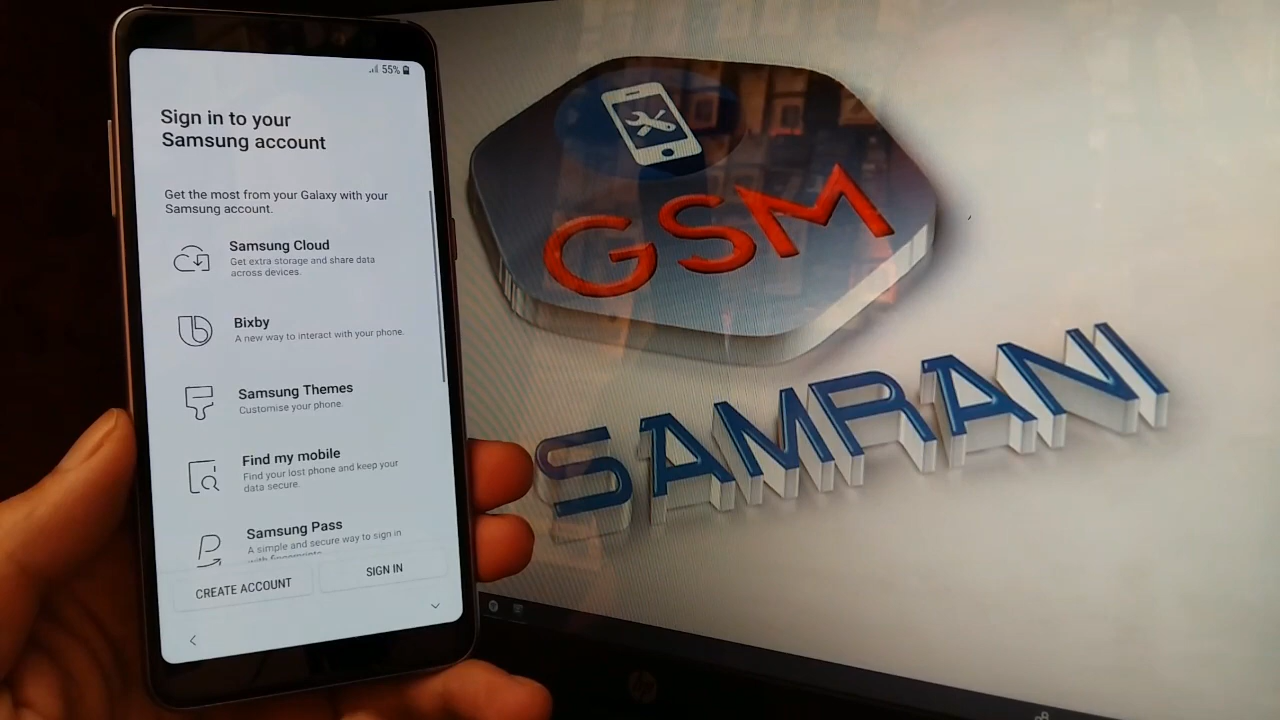 55%
Sign in to your
Samsung account
Get the most from your Galaxy with your
Samsung account.
Samsung Cloud
Get extra storage and share data
across devices.
Bixby
A new way to interact with your phone.
Samsung Themes
Customise your phone.
Find my mobile
Find your lost phone and keep your
data secure.
Samsung Pass
A simple and secure way to sign in
with fingerprints
CREATE ACCOUNT
SIGN IN
GSM
SAMRANI
hp